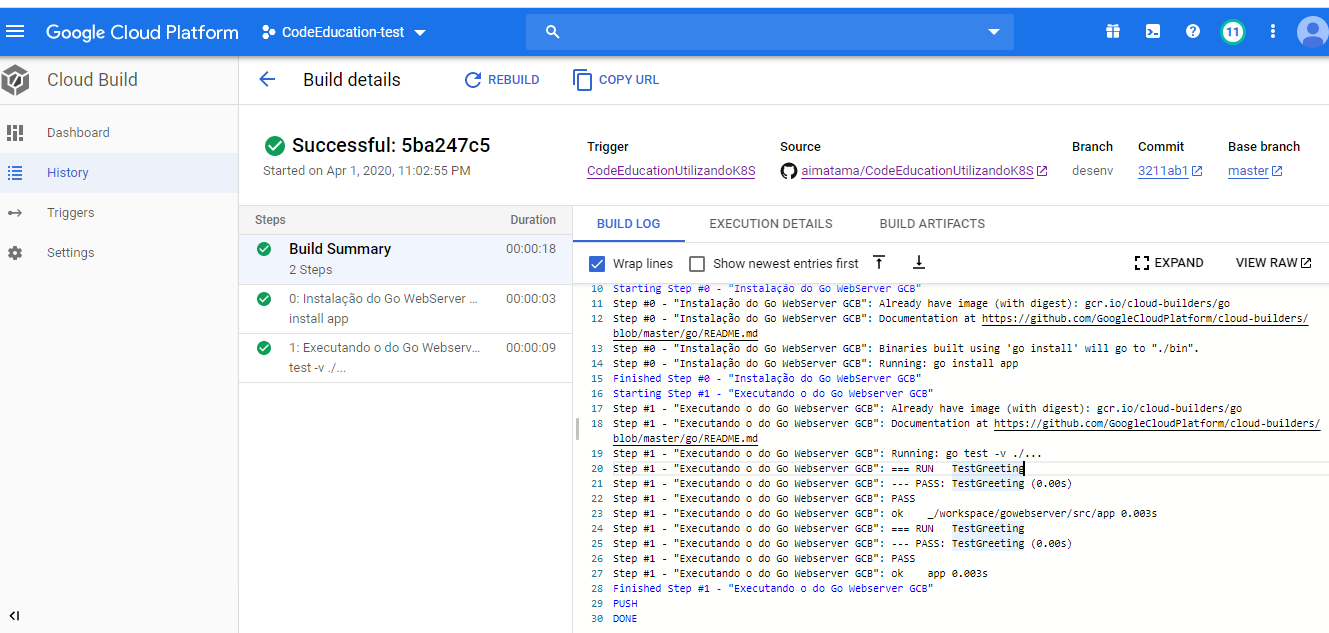 Google Cloud Platform
CodeEducation-test
11
Cloud Build
Build details
REBUILD
COPY URL
Dashboard
History
Triggers
Settings
Successful: 5ba247c5
Started on Apr 1, 2020, 11:02:55 PM
Trigger
CodeEducationUtilizandoK8S
Source
aimatama/CodeEducationUtilizandoK8S
Branch
desenv
Commit
3211ab1
Base branch
master
Steps Duration
Build Summary 00:00:18
2 Steps
0: Instalação do Go WebServer ... 00:00:03
install app
1: Executando o do Go Webserv... 00:00:09
test -v ./...
BUILD LOG EXECUTION DETAILS BUILD ARTIFACTS
Wrap lines Show newest entries first EXPAND VIEW RAW
10 Starting Step #0 - "Instalação do Go WebServer GCB"
11 Step #0 - "Instalação do Go WebServer GCB": Already have image (with digest): gcr.io/cloud-builders/go
12 Step #0 - "Instalação do Go WebServer GCB": Documentation at https://github.com/GoogleCloudPlatform/cloud-builders/
blob/master/go/README.md
13 Step #0 - "Instalação do Go WebServer GCB": Binaries built using 'go install' will go to "./bin".
14 Step #0 - "Instalação do Go WebServer GCB": Running: go install app
15 Finished Step #0 - "Instalação do Go WebServer GCB"
16 Starting Step #1 - "Executando o do Go Webserver GCB"
17 Step #1 - "Executando o do Go Webserver GCB": Already have image (with digest): gcr.io/cloud-builders/go
18 Step #1 - "Executando o do Go Webserver GCB": Documentation at https://github.com/GoogleCloudPlatform/cloud-builders/
blob/master/go/README.md
19 Step #1 - "Executando o do Go Webserver GCB": Running: go test -v ./...
20 Step #1 - "Executando o do Go Webserver GCB": === RUN   TestGreeting
21 Step #1 - "Executando o do Go Webserver GCB": --- PASS: TestGreeting (0.00s)
22 Step #1 - "Executando o do Go Webserver GCB": PASS
23 Step #1 - "Executando o do Go Webserver GCB": ok    _/workspace/gowebserver/src/app 0.003s
24 Step #1 - "Executando o do Go Webserver GCB": === RUN   TestGreeting
25 Step #1 - "Executando o do Go Webserver GCB": --- PASS: TestGreeting (0.00s)
26 Step #1 - "Executando o do Go Webserver GCB": PASS
27 Step #1 - "Executando o do Go Webserver GCB": ok    app 0.003s
28 Finished Step #1 - "Executando o do Go Webserver GCB"
29 PUSH
30 DONE